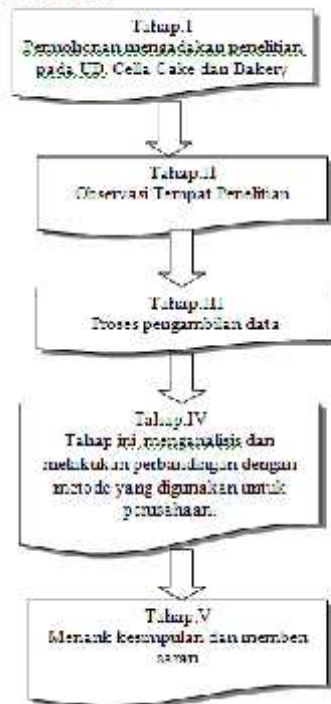 Tahap.I
Permohonan mengadakan penelitian
pada UD. Cella Cake dan Bakery
Tahap.II
Observasi Tempat Penelitian
Tahap.III
Proses pengambilan data
Tahap.IV
Tahap ini menganalisis dan
melakukan perbandingan dengan
metode yang digunakan untuk
perusahaan.
Tahap.V
Menarik kesimpulan dan memberi
saran